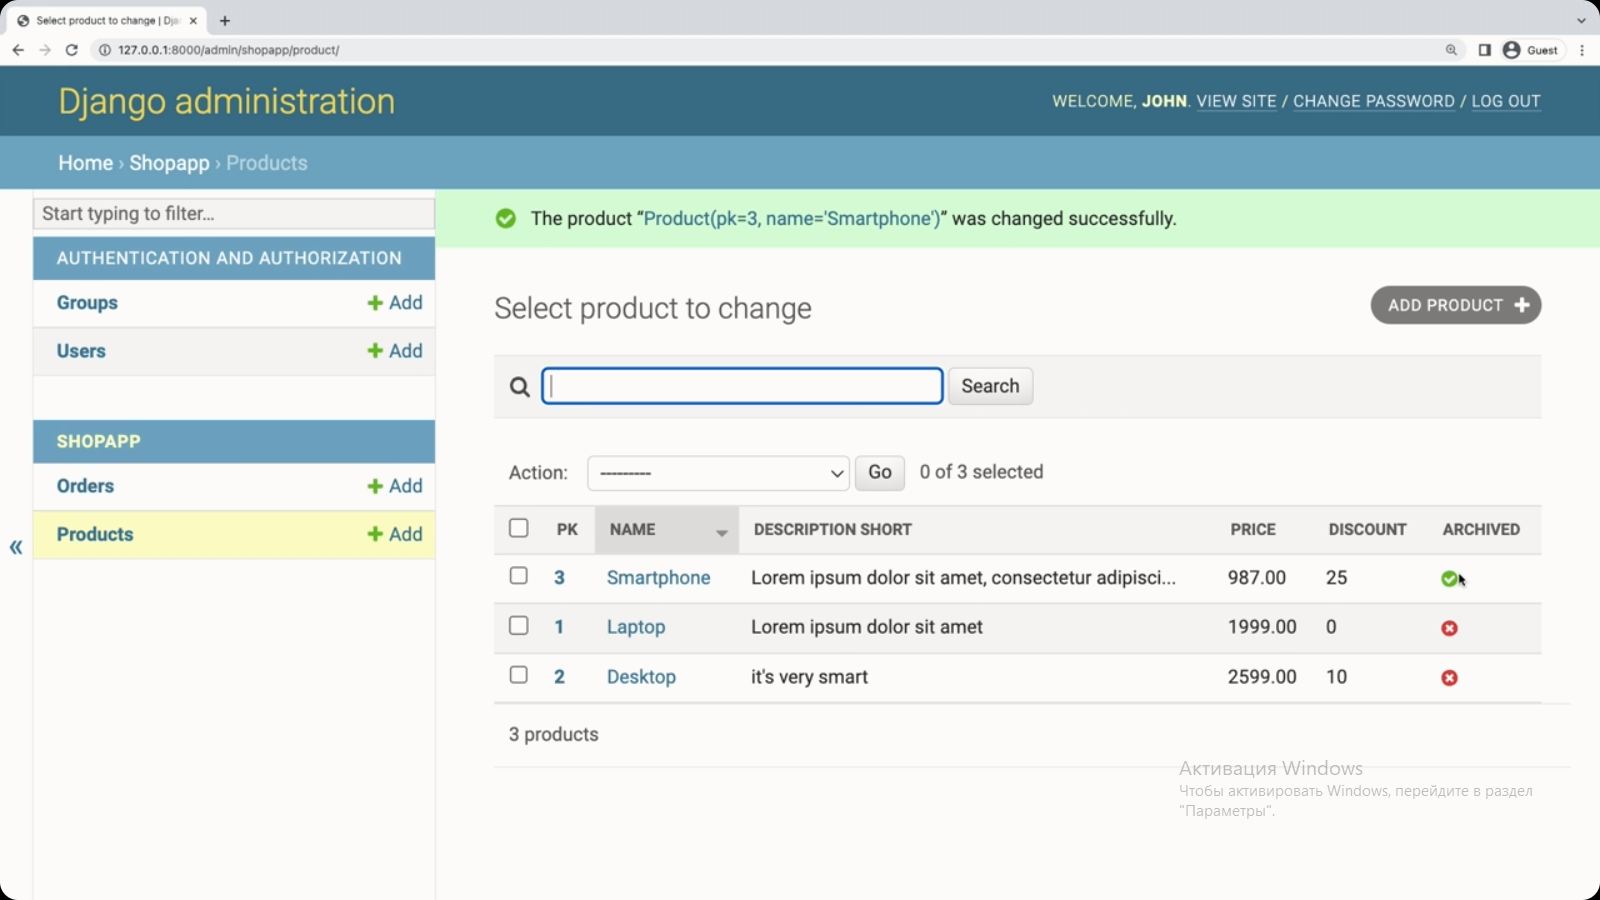 Select product to change | Dja
127.0.0.1:8000/admin/shopapp/product/
Guest
Django administration
WELCOME, JOHN. VIEW SITE / CHANGE PASSWORD / LOG OUT
Home › Shopapp › Products
Start typing to filter...
The product “Product(pk=3, name='Smartphone')” was changed successfully.
AUTHENTICATION AND AUTHORIZATION
Groups + Add
Users + Add
SHOPAPP
Orders + Add
Products + Add
«
Select product to change
ADD PRODUCT +
Search
Action: --------- Go 0 of 3 selected
PK NAME DESCRIPTION SHORT PRICE DISCOUNT ARCHIVED
3 Smartphone Lorem ipsum dolor sit amet, consectetur adipisci... 987.00 25
1 Laptop Lorem ipsum dolor sit amet 1999.00 0
2 Desktop it's very smart 2599.00 10
3 products
Активация Windows
Чтобы активировать Windows, перейдите в раздел
"Параметры".